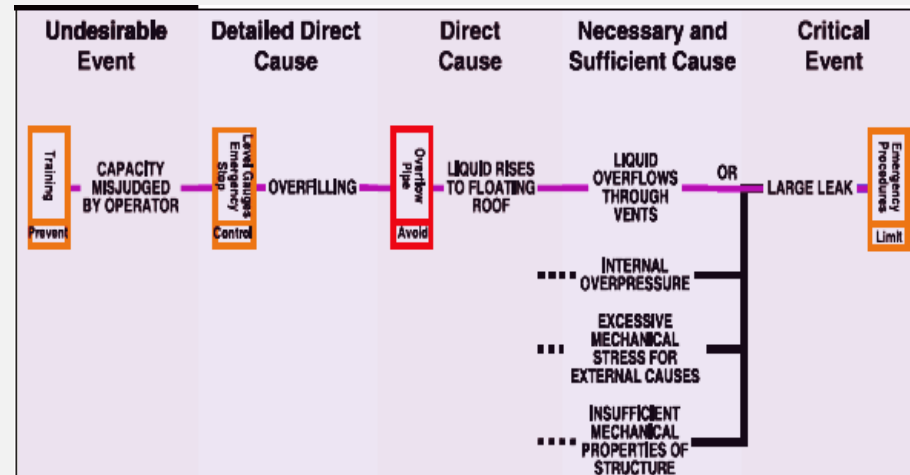 Undesirable
Event
Detailed Direct
Cause
Direct
Cause
Necessary and
Sufficient Cause
Critical
Event
Training
Prevent
CAPACITY
MISJUDGED
BY OPERATOR
Level Gauges
Emergency
Stop
Control
OVERFILLING
Overflow
Pipe
Avoid
LIQUID RISES
TO FLOATING
ROOF
LIQUID
OVERFLOWS
THROUGH
VENTS
OR
LARGE LEAK
Emergency
Procedures
Limit
INTERNAL
OVERPRESSURE
EXCESSIVE
MECHANICAL
STRESS FOR
EXTERNAL CAUSES
INSUFFICIENT
MECHANICAL
PROPERTIES OF
STRUCTURE